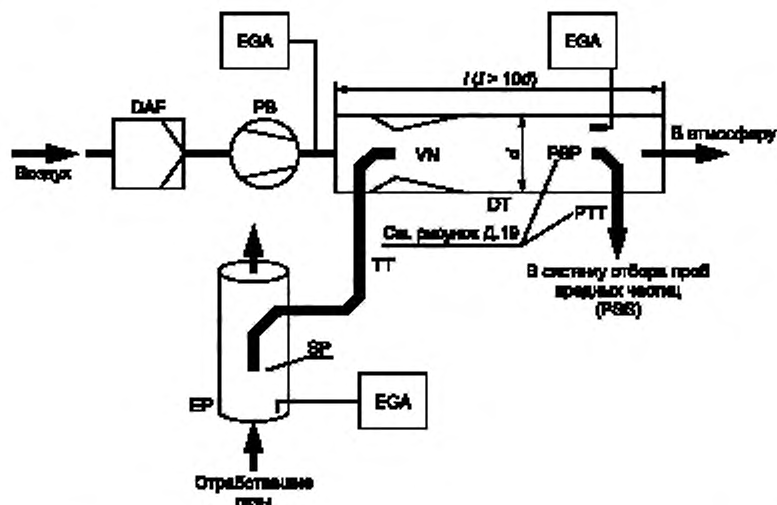 EGA
EGA
l (l > 10d)
DAF
PB
В атмосферу
VN
d
PSP
Воздух
DT
PTT
См. рисунок Д.19
TT
В систему отбора проб
вредных частиц
(PSS)
SP
EP
EGA
Отработавшие
газы